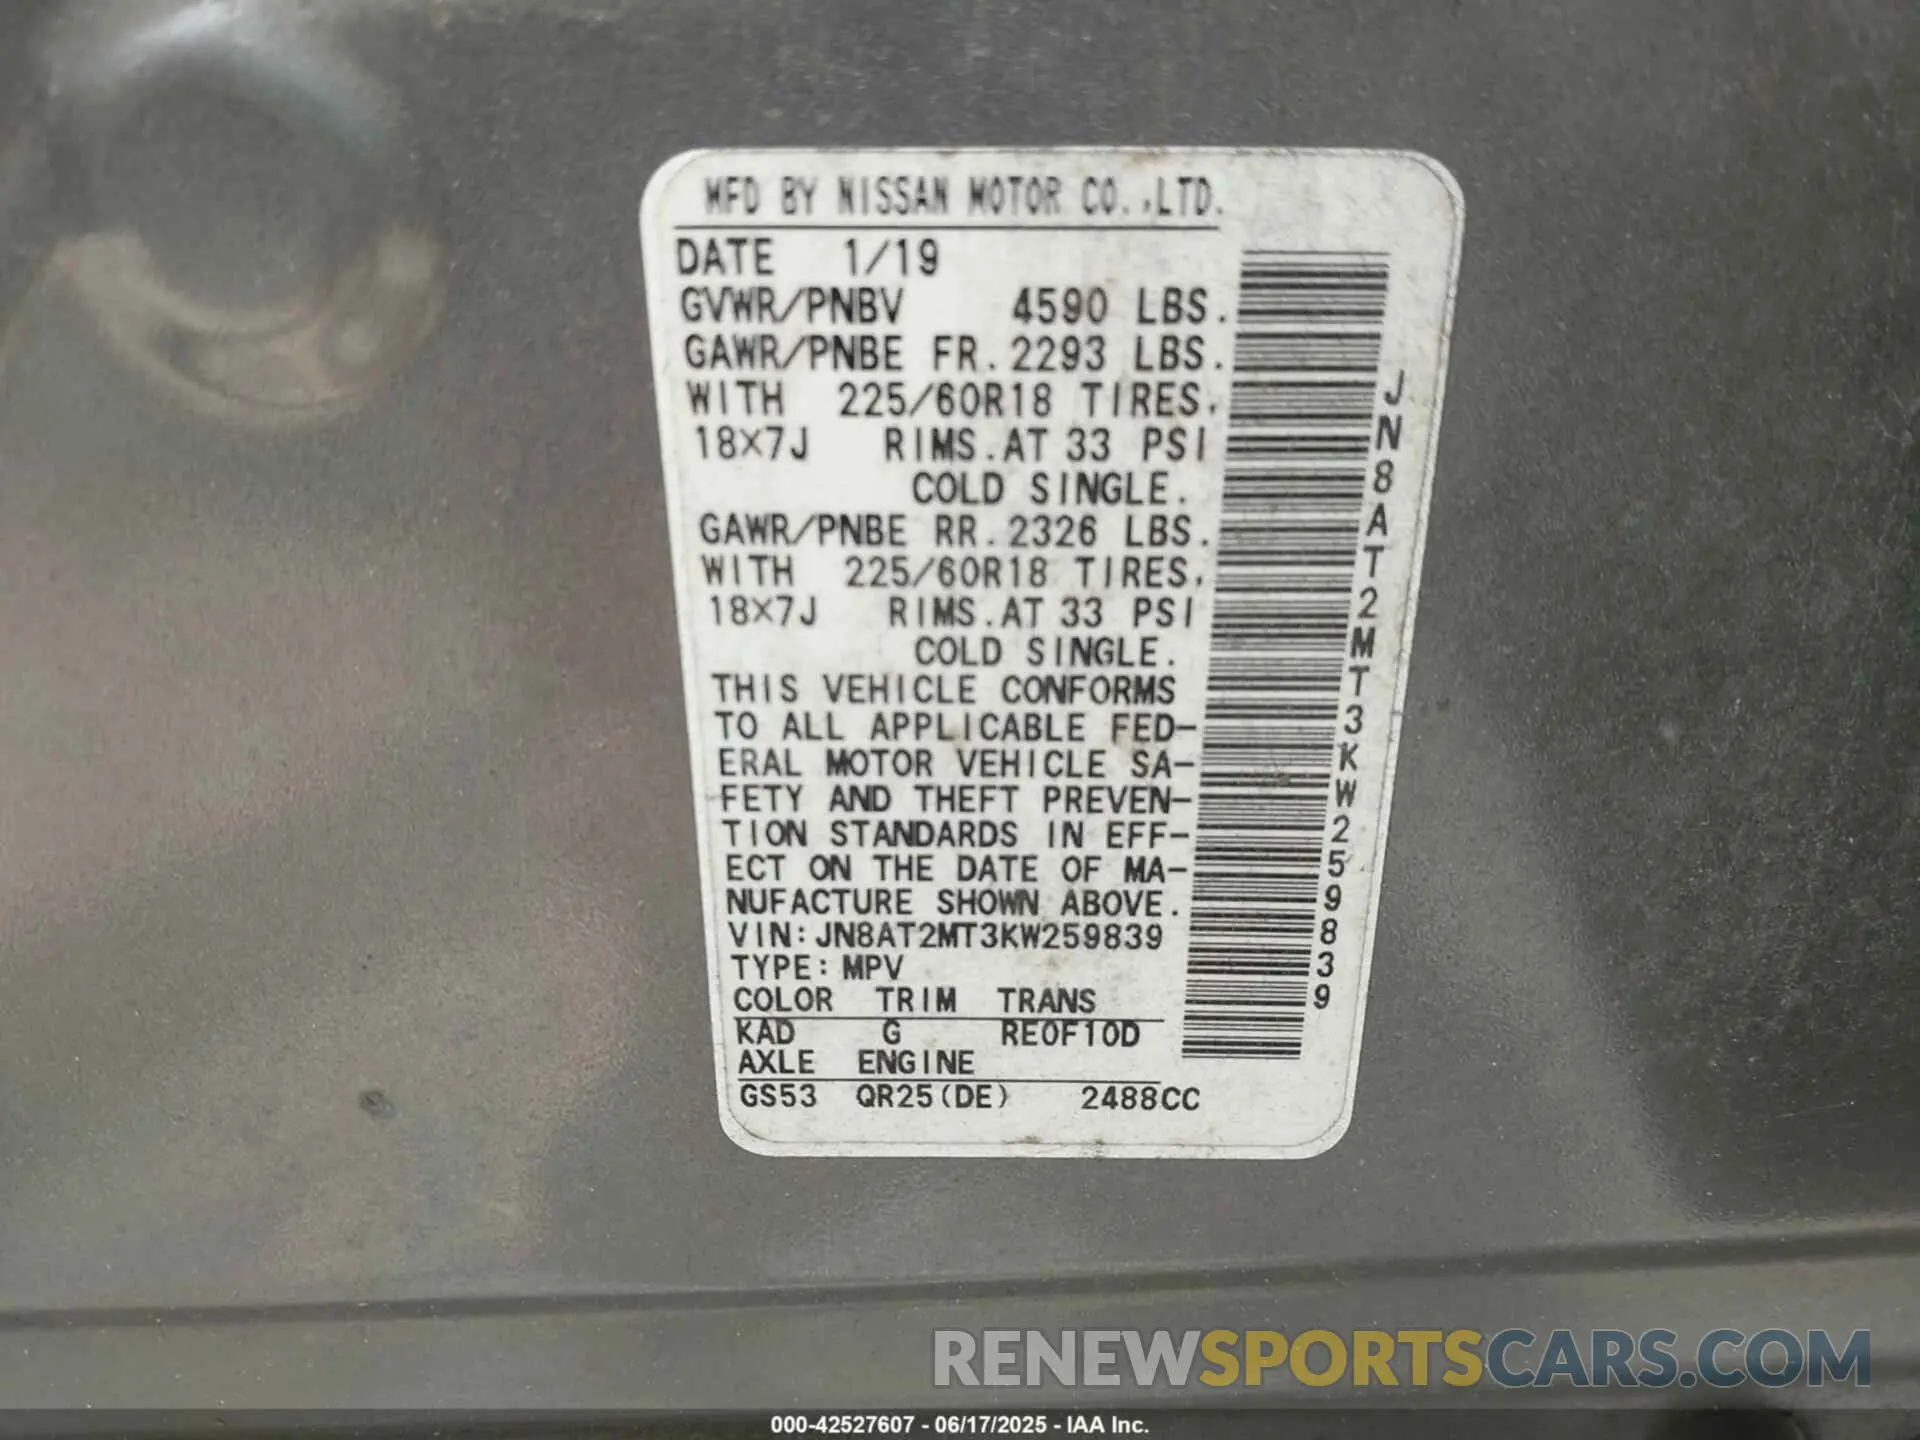 MFD BY NISSAN MOTOR CO.,LTD.
DATE 1/19
GVWR/PNBV 4590 LBS.
GAWR/PNBE FR.2293 LBS.
WITH 225/60R18 TIRES,
18×7J RIMS.AT 33 PSI
COLD SINGLE.
GAWR/PNBE RR.2326 LBS.
WITH 225/60R18 TIRES,
18×7J RIMS.AT 33 PSI
COLD SINGLE.
THIS VEHICLE CONFORMS
TO ALL APPLICABLE FED-
ERAL MOTOR VEHICLE SA-
FETY AND THEFT PREVEN-
TION STANDARDS IN EFF-
ECT ON THE DATE OF MA-
NUFACTURE SHOWN ABOVE.
VIN:JN8AT2MT3KW259839
TYPE:MPV
COLOR TRIM TRANS
KAD G RE0F10D
AXLE ENGINE
GS53 QR25(DE) 2488CC
JN8AT2MT3KW259839
RENEWSPORTSCARS.COM
000-42527607 - 06/17/2025 - IAA Inc.